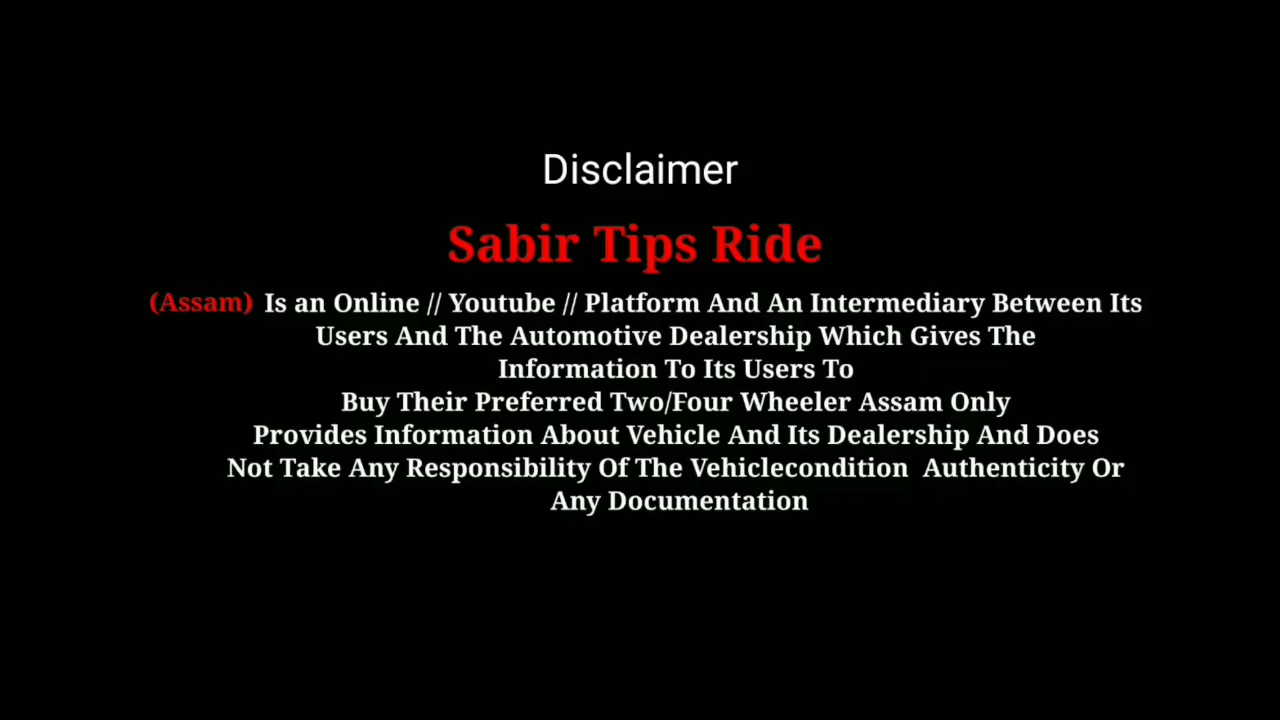 Disclaimer
Sabir Tips Ride
(Assam) Is an Online // Youtube // Platform And An Intermediary Between Its
Users And The Automotive Dealership Which Gives The
Information To Its Users To
Buy Their Preferred Two/Four Wheeler Assam Only
Provides Information About Vehicle And Its Dealership And Does
Not Take Any Responsibility Of The Vehiclecondition  Authenticity Or
Any Documentation